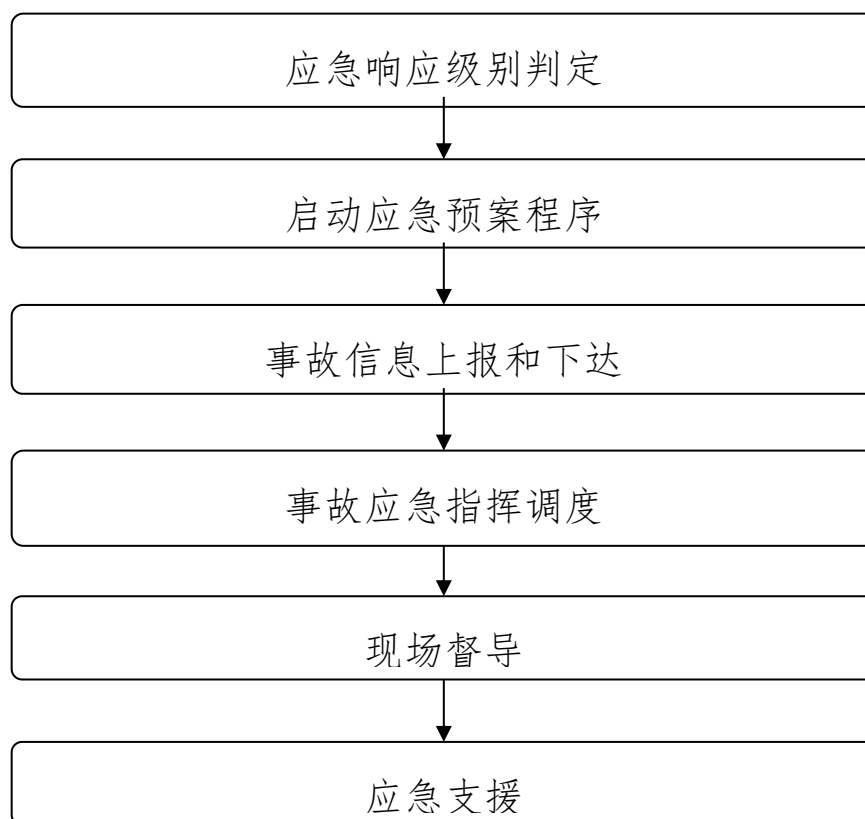 应急响应级别判定
启动应急预案程序
事故信息上报和下达
事故应急指挥调度
现场督导
应急支援